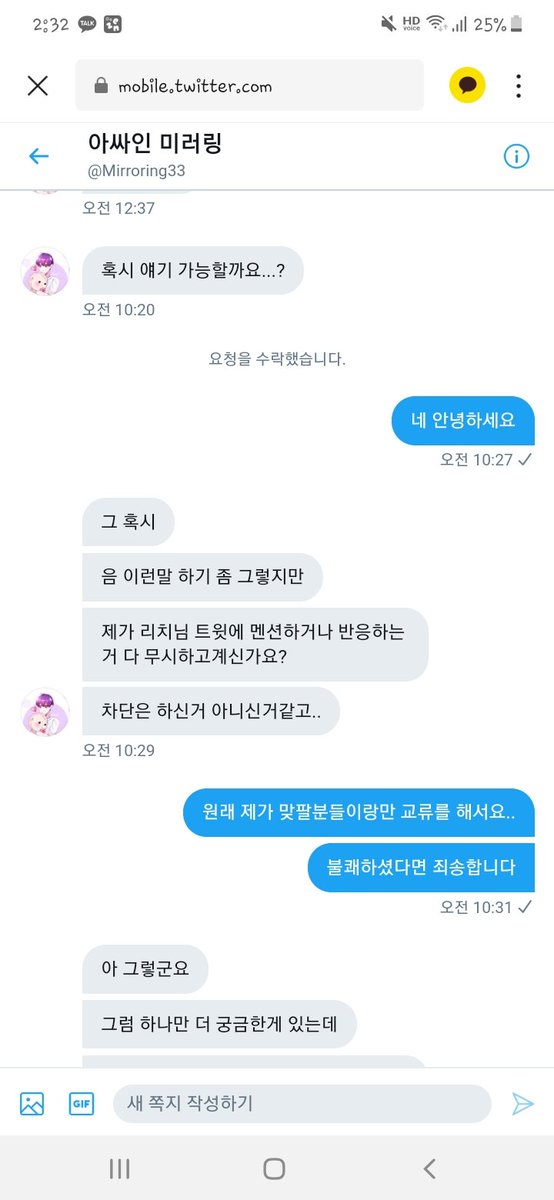 2:32
TALK
HD voice
25%
mobile.twitter.com
아싸인 미러링
@Mirroring33
오전 12:37
혹시 얘기 가능할까요...?
오전 10:20
요청을 수락했습니다.
네 안녕하세요
오전 10:27
그 혹시
음 이런말 하기 좀 그렇지만
제가 리치님 트윗에 멘션하거나 반응하는
거 다 무시하고계신가요?
차단은 하신거 아니신거같고..
오전 10:29
원래 제가 맞팔분들이랑만 교류를 해서요..
불쾌하셨다면 죄송합니다
오전 10:31
아 그렇군요
그럼 하나만 더 궁금한게 있는데
GIF
새 쪽지 작성하기